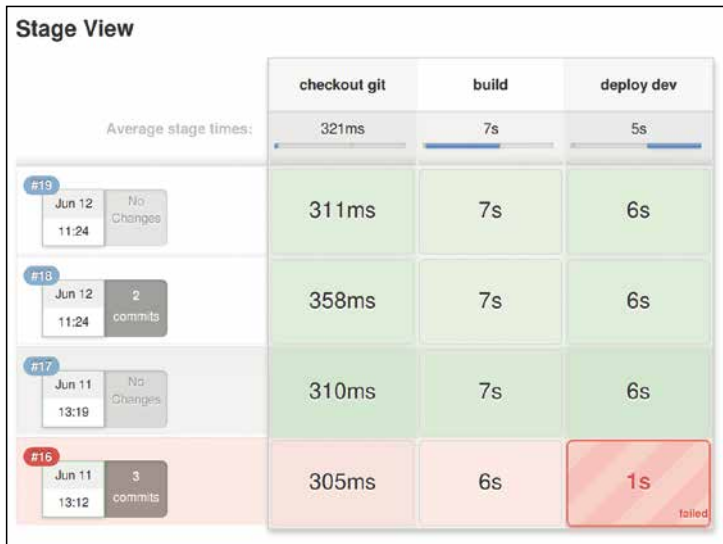 Stage View
checkout git build deploy dev
Average stage times: 321ms 7s 5s
#19
Jun 12 No
Changes
11:24
311ms 7s 6s
#18
Jun 12 2
commits
11:24
358ms 7s 6s
#17
Jun 11 No
Changes
13:19
310ms 7s 6s
#16
Jun 11 3
commits
13:12
305ms 6s 1s
failed